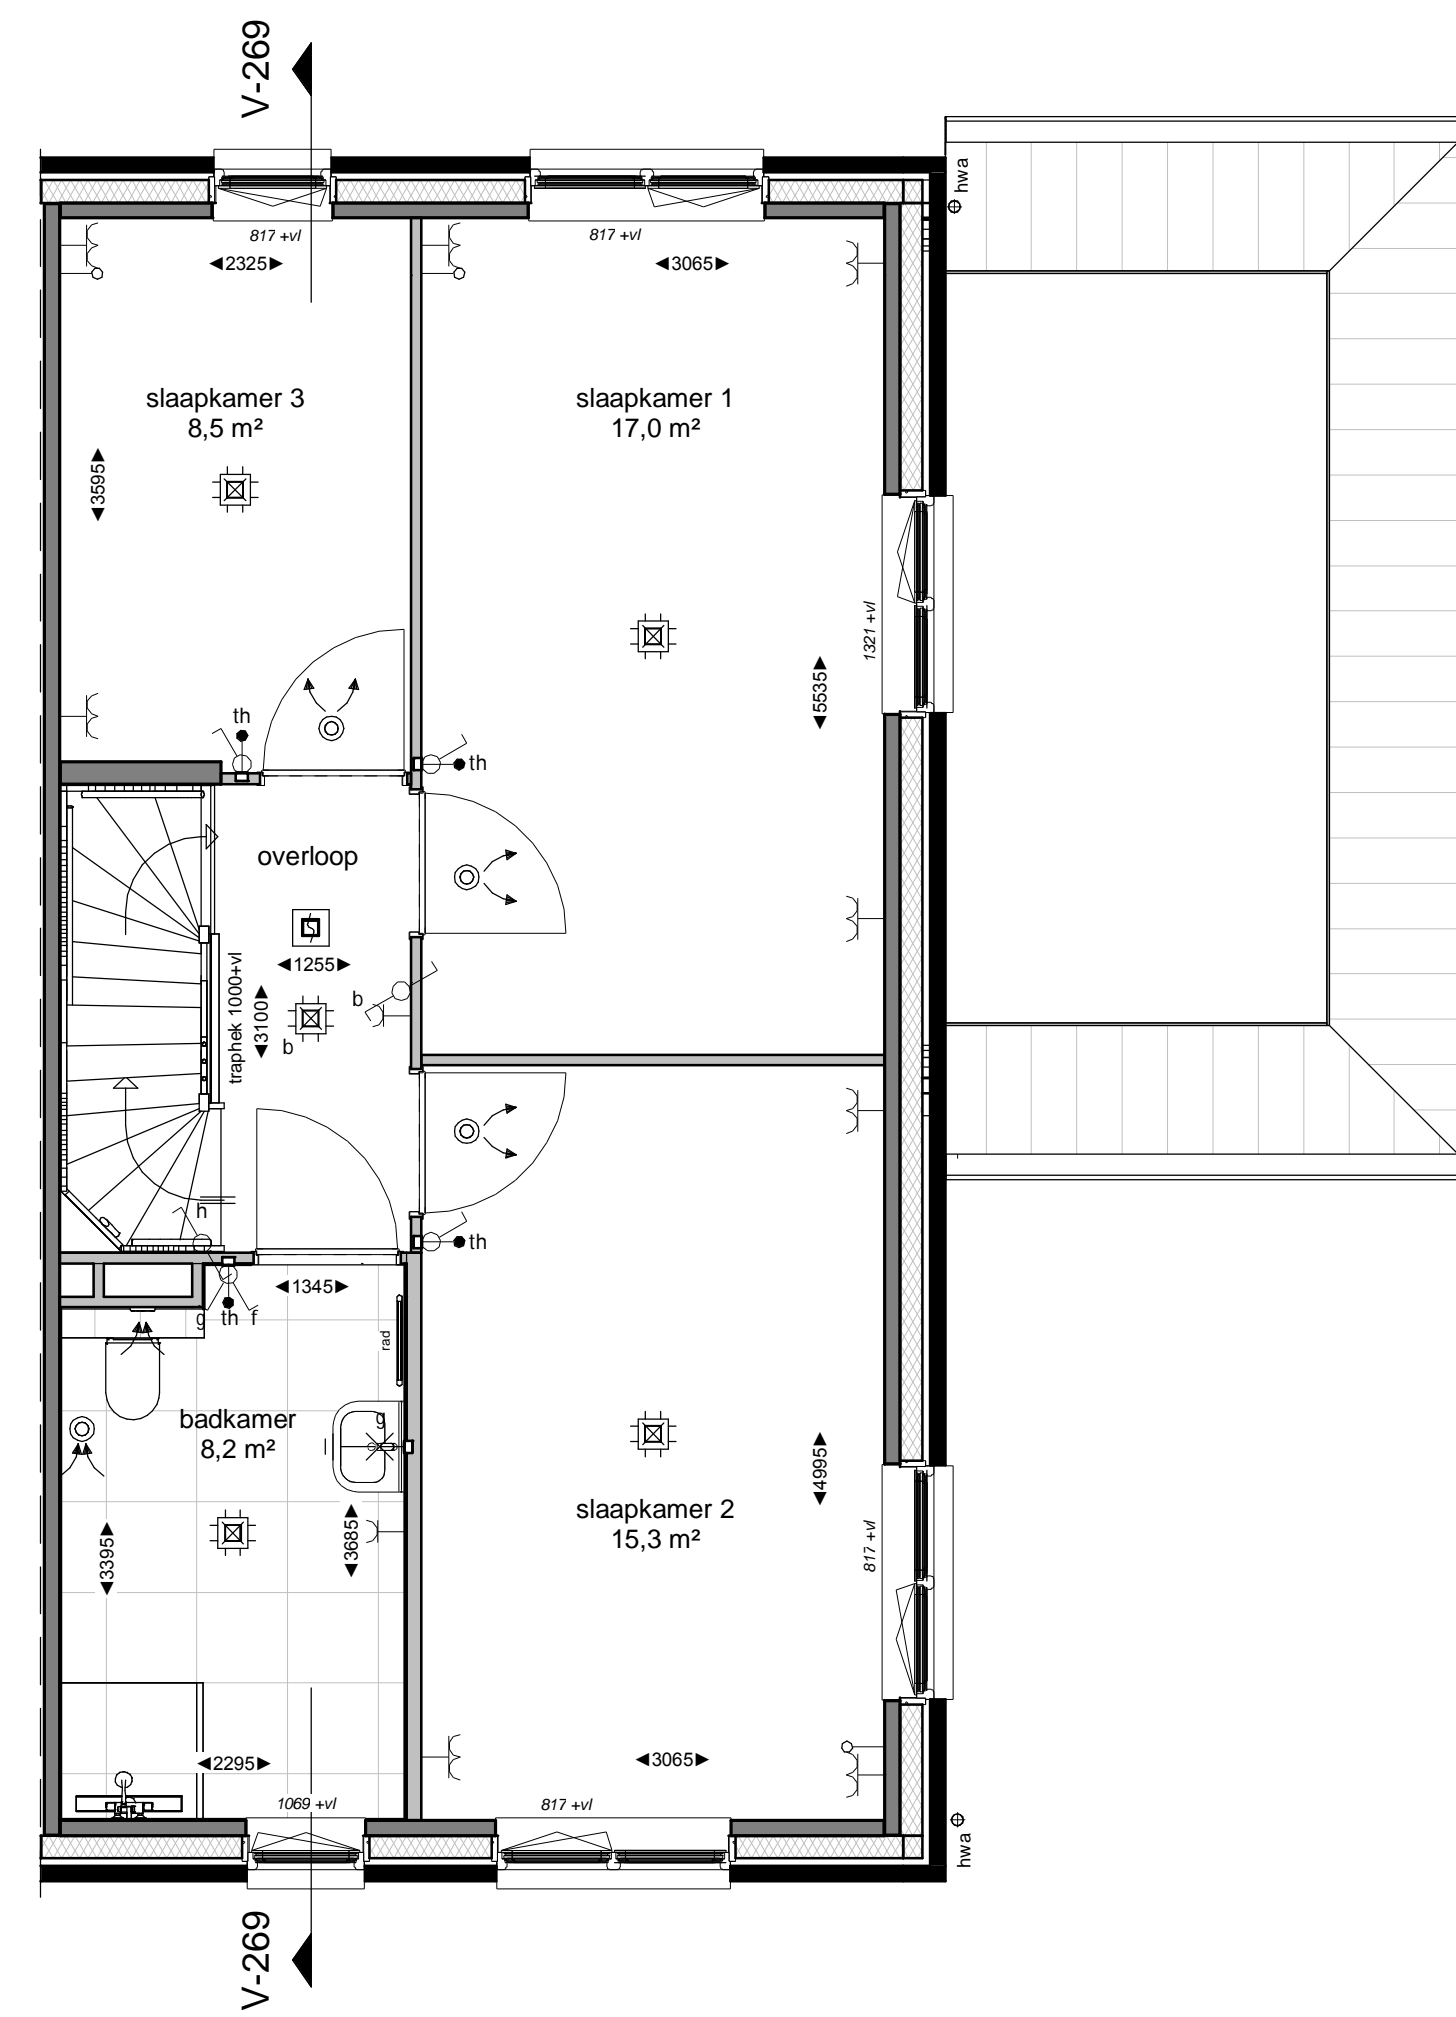 V-269
hwa
817 +vl
817 +vl
2325
3065
slaapkamer 3
8,5 m²
slaapkamer 1
17,0 m²
3595
1321 +vl
5535
th
th
overloop
1255
traphek 1000+vl
3100
b
b
h
th
g
th
f
1345
rad
badkamer
8,2 m²
g
4995
slaapkamer 2
15,3 m²
817 +vl
3395
3685
2295
3065
1069 +vl
817 +vl
hwa
V-269